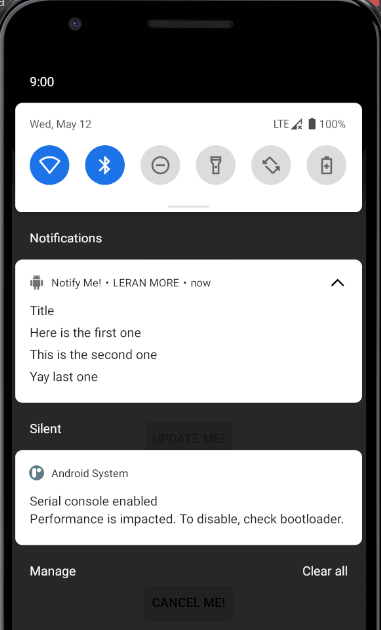 9:00
Wed, May 12
LTE 100%
Notifications
Notify Me! • LERAN MORE • now
Title
Here is the first one
This is the second one
Yay last one
Silent
UPDATE ME!
Android System
Serial console enabled
Performance is impacted. To disable, check bootloader.
Manage
Clear all
CANCEL ME!